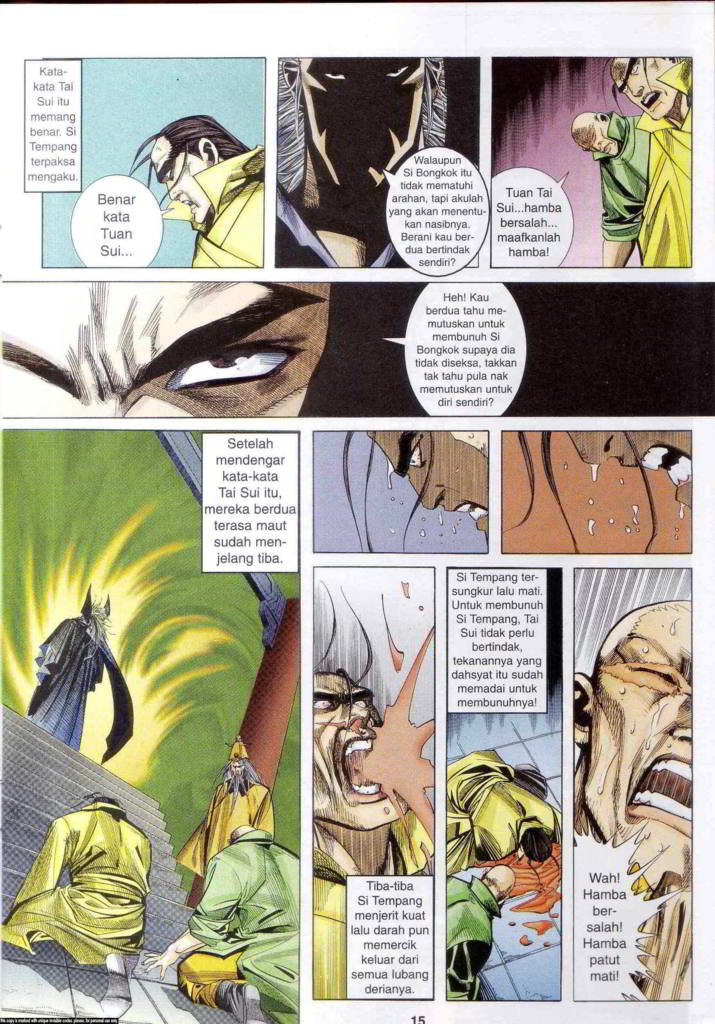 Kata-
kata Tai
Sui itu
memang
benar. Si
Tempang
terpaksa
mengaku.
Benar
kata
Tuan
Sui...
Walaupun
Si Bongkok itu
tidak mematuhi
arahan, tapi akulah
yang akan menentu-
kan nasibnya.
Berani kau ber-
dua bertindak
sendiri?
Tuan Tai
Sui...hamba
bersalah...
maafkanlah
hamba!
Heh! Kau
berdua tahu me-
mutuskan untuk
membunuh Si
Bongkok supaya dia
tidak diseksa, takkan
tak tahu pula nak
memutuskan untuk
diri sendiri?
Setelah
mendengar
kata-kata
Tai Sui itu,
mereka berdua
terasa maut
sudah men-
jelang tiba.
Tiba-tiba
Si Tempang
menjerit kuat
lalu darah pun
memercik
keluar dari
semua lubang
derianya.
Si Tempang ter-
sungkur lalu mati.
Untuk membunuh
Si Tempang, Tai
Sui tidak perlu
bertindak,
tekanannya yang
dahsyat itu sudah
memadai untuk
membunuhnya!
Wah!
Hamba
ber-
salah!
Hamba
patut
mati!
15